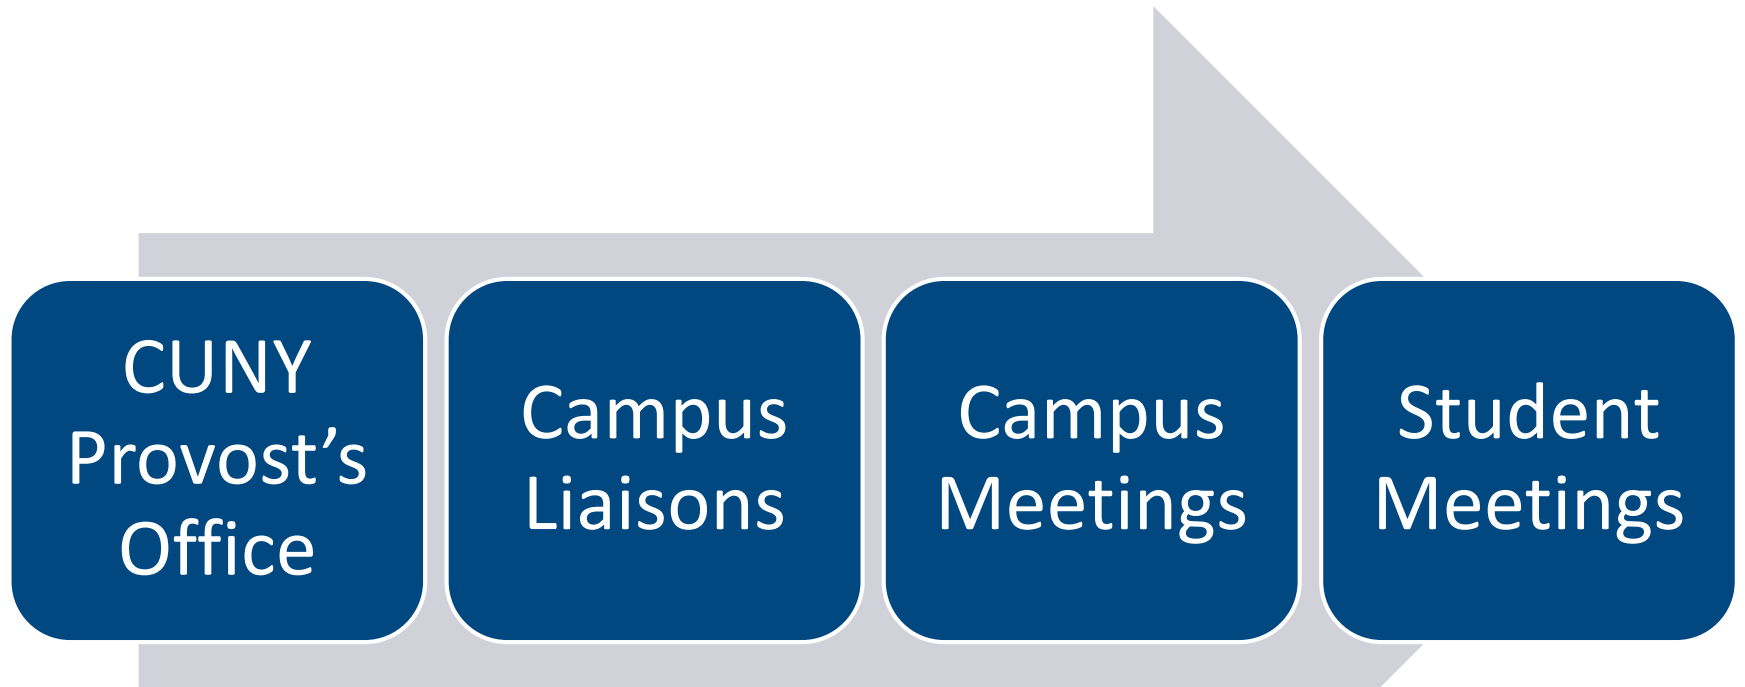 CUNY
Provost’s
Office
Campus
Liaisons
Campus
Meetings
Student
Meetings